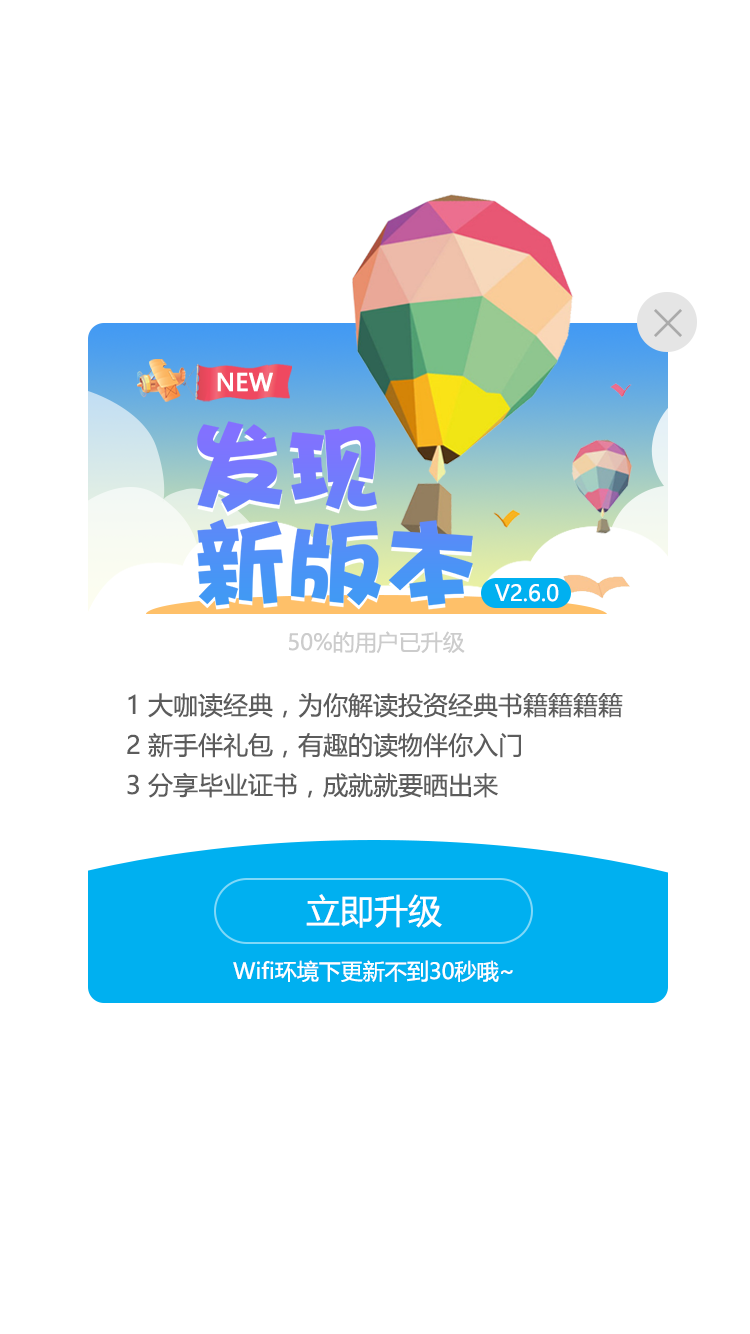 NEW
发现
新版本
V2.6.0
50%的用户已升级
1 大咖读经典，为你解读投资经典书籍籍籍籍
2 新手伴礼包，有趣的读物伴你入门
3 分享毕业证书，成就就要晒出来
立即升级
Wifi环境下更新不到30秒哦~